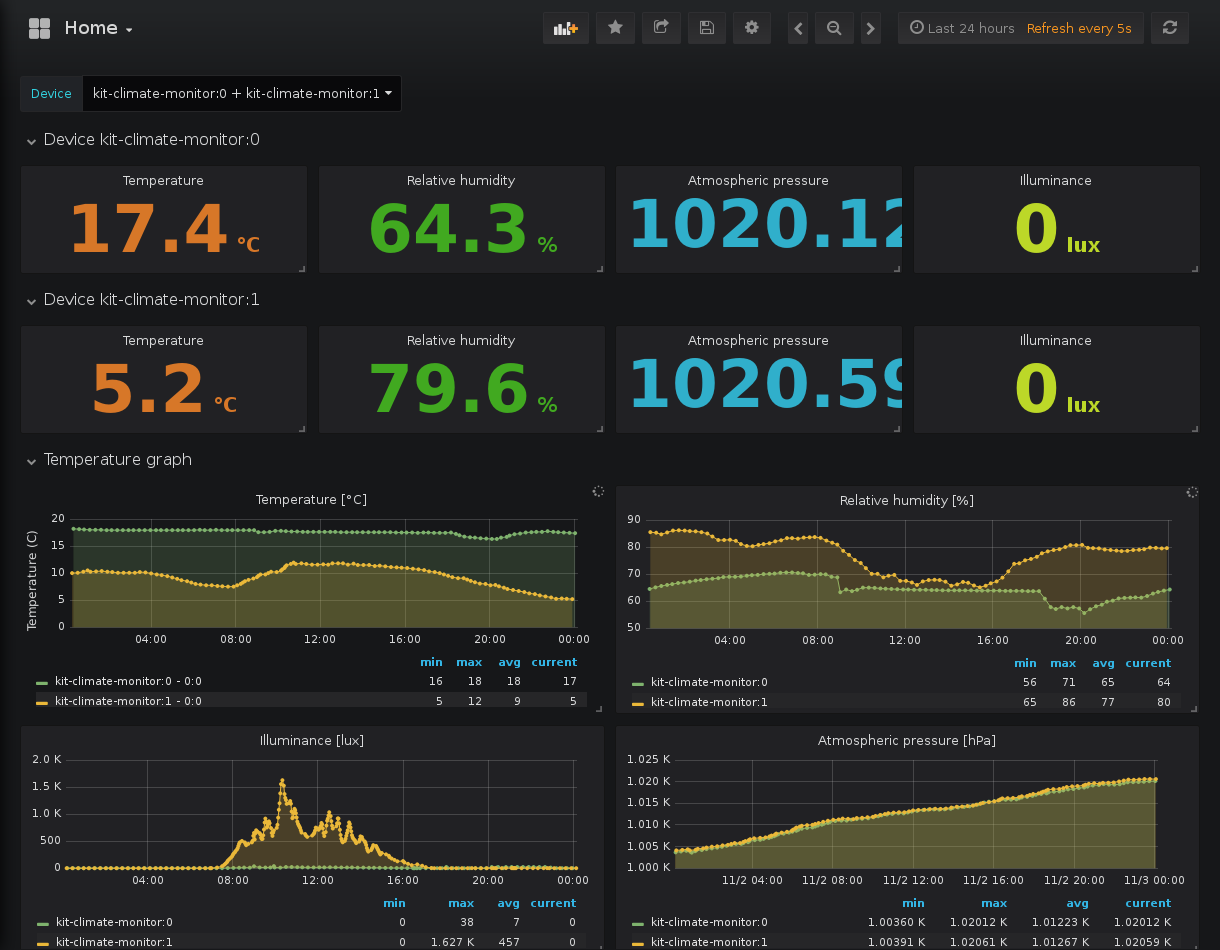 Home
Last 24 hours Refresh every 5s
Device kit-climate-monitor:0 + kit-climate-monitor:1
Device kit-climate-monitor:0
Temperature Relative humidity Atmospheric pressure Illuminance
17.4 °C 64.3 % 1020.12 0 lux
Device kit-climate-monitor:1
Temperature Relative humidity Atmospheric pressure Illuminance
5.2 °C 79.6 % 1020.59 0 lux
Temperature graph
Temperature [°C]
Temperature (C)
20
15
10
5
0
04:00 08:00 12:00 16:00 20:00 00:00
min max avg current
kit-climate-monitor:0 - 0:0 16 18 18 17
kit-climate-monitor:1 - 0:0 5 12 9 5
Relative humidity [%]
90
80
70
60
50
04:00 08:00 12:00 16:00 20:00 00:00
min max avg current
kit-climate-monitor:0 56 71 65 64
kit-climate-monitor:1 65 86 77 80
Illuminance [lux]
2.0 K
1.5 K
1.0 K
500
0
04:00 08:00 12:00 16:00 20:00 00:00
min max avg current
kit-climate-monitor:0 0 38 7 0
kit-climate-monitor:1 0 1.627 K 457 0
Atmospheric pressure [hPa]
1.025 K
1.020 K
1.015 K
1.010 K
1.005 K
1.000 K
11/2 04:00 11/2 08:00 11/2 12:00 11/2 16:00 11/2 20:00 11/3 00:00
min max avg current
kit-climate-monitor:0 1.00360 K 1.02012 K 1.01223 K 1.02012 K
kit-climate-monitor:1 1.00391 K 1.02061 K 1.01267 K 1.02059 K